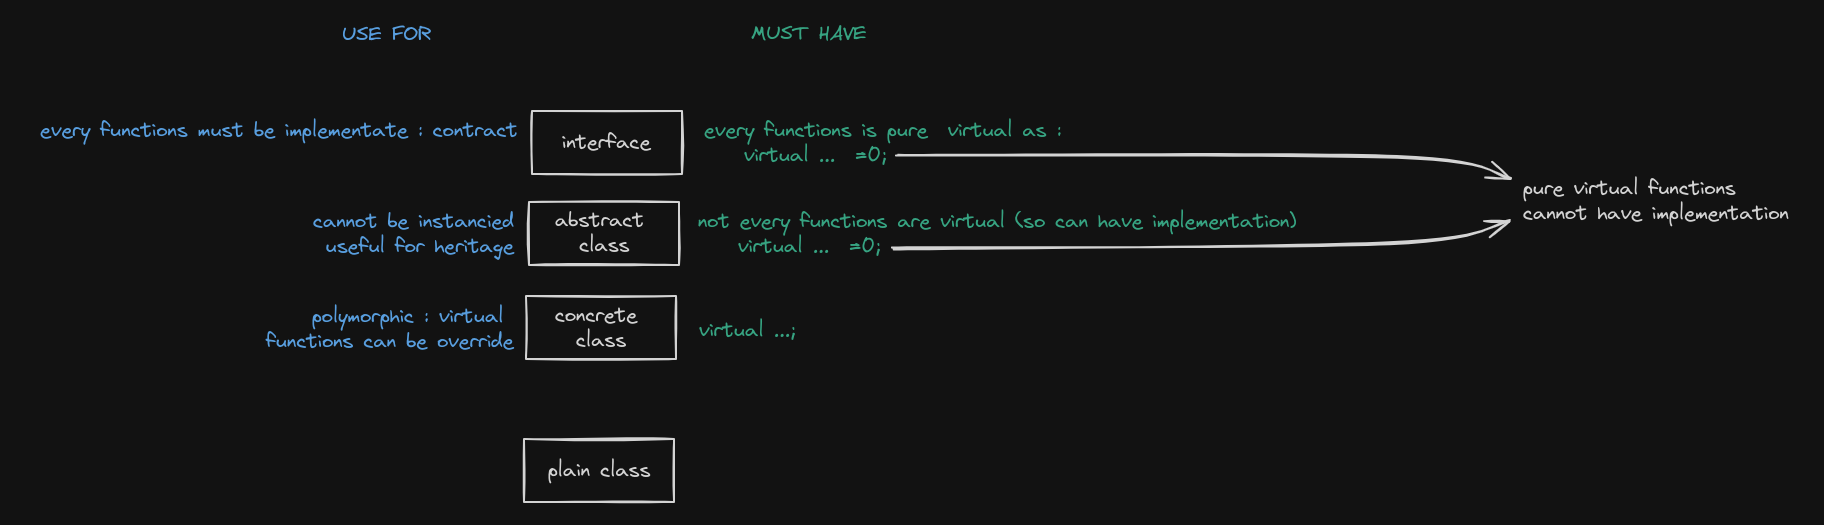 USE FOR
MUST HAVE
every functions must be implementate : contract
interface
every functions is pure virtual as :
virtual ... =0;
pure virtual functions
cannot have implementation
cannot be instancied
useful for heritage
abstract
class
not every functions are virtual (so can have implementation)
virtual ... =0;
polymorphic : virtual
functions can be override
concrete
class
virtual ...;
plain class